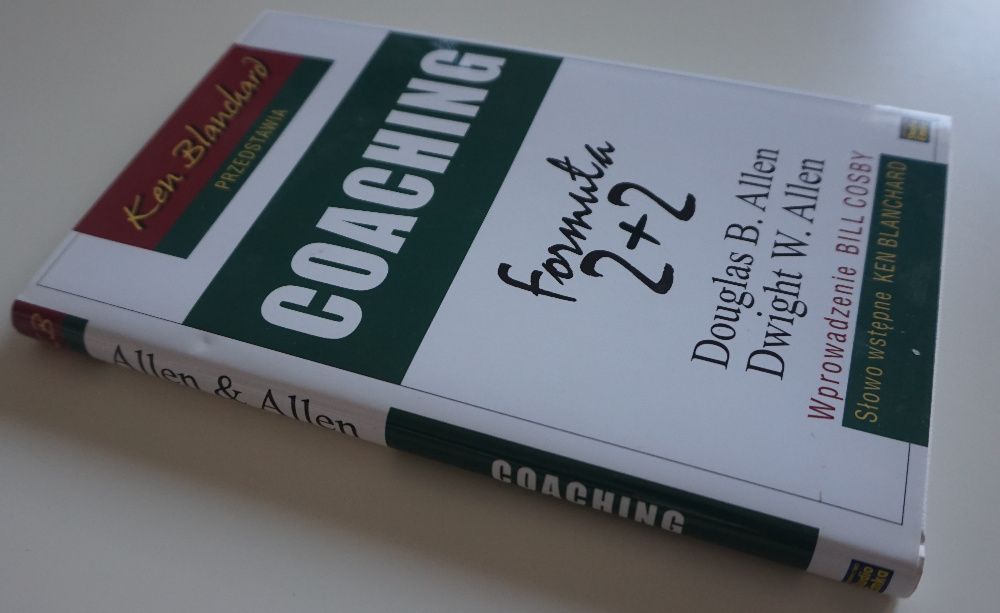 Ken Blanchard
PRZEDSTAWIA
COACHING
Formuła
2+2
Douglas B. Allen
Dwight W. Allen
Wprowadzenie BILL COSBY
Słowo wstępne KEN BLANCHARD
Allen & Allen
COACHING